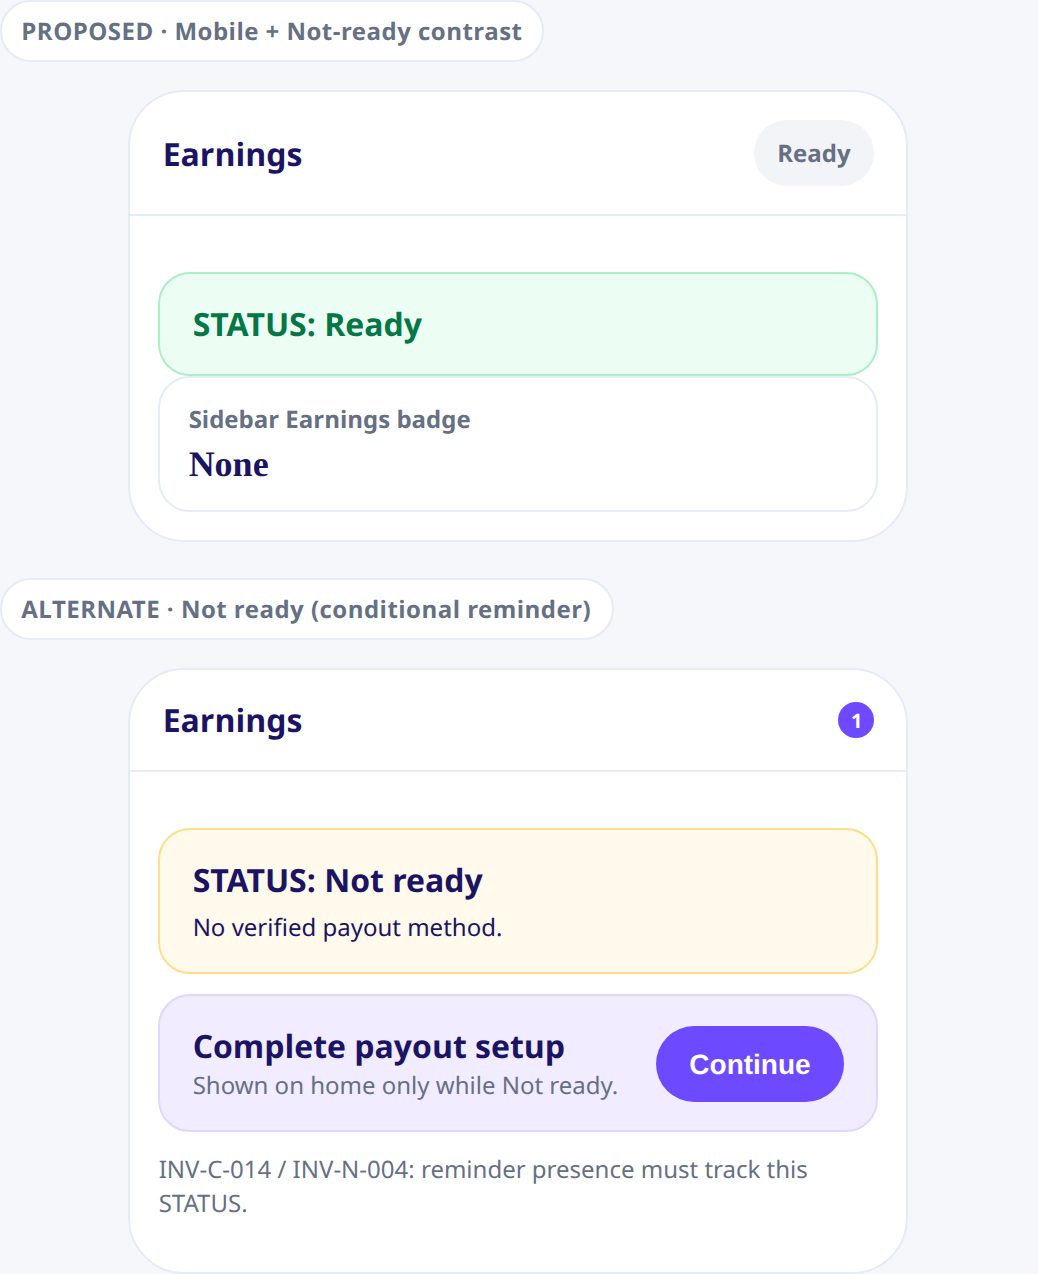 PROPOSED · Mobile + Not-ready contrast
Earnings
Ready
STATUS: Ready
Sidebar Earnings badge
None
ALTERNATE · Not ready (conditional reminder)
Earnings
1
STATUS: Not ready
No verified payout method.
Complete payout setup
Shown on home only while Not ready.
Continue
INV-C-014 / INV-N-004: reminder presence must track this
STATUS.